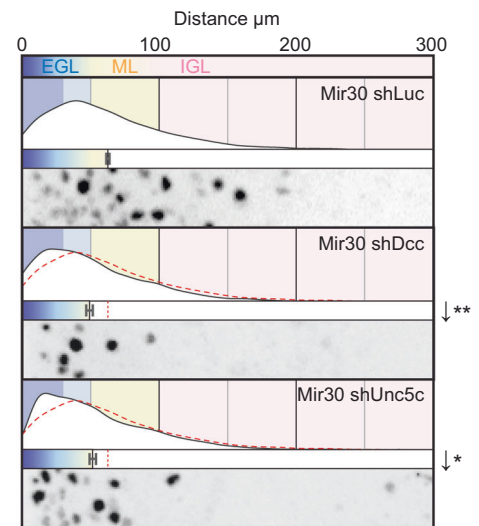 Distance µm
0 100 200 300
EGL ML IGL
Mir30 shLuc
Mir30 shDcc
↓**
Mir30 shUnc5c
↓*